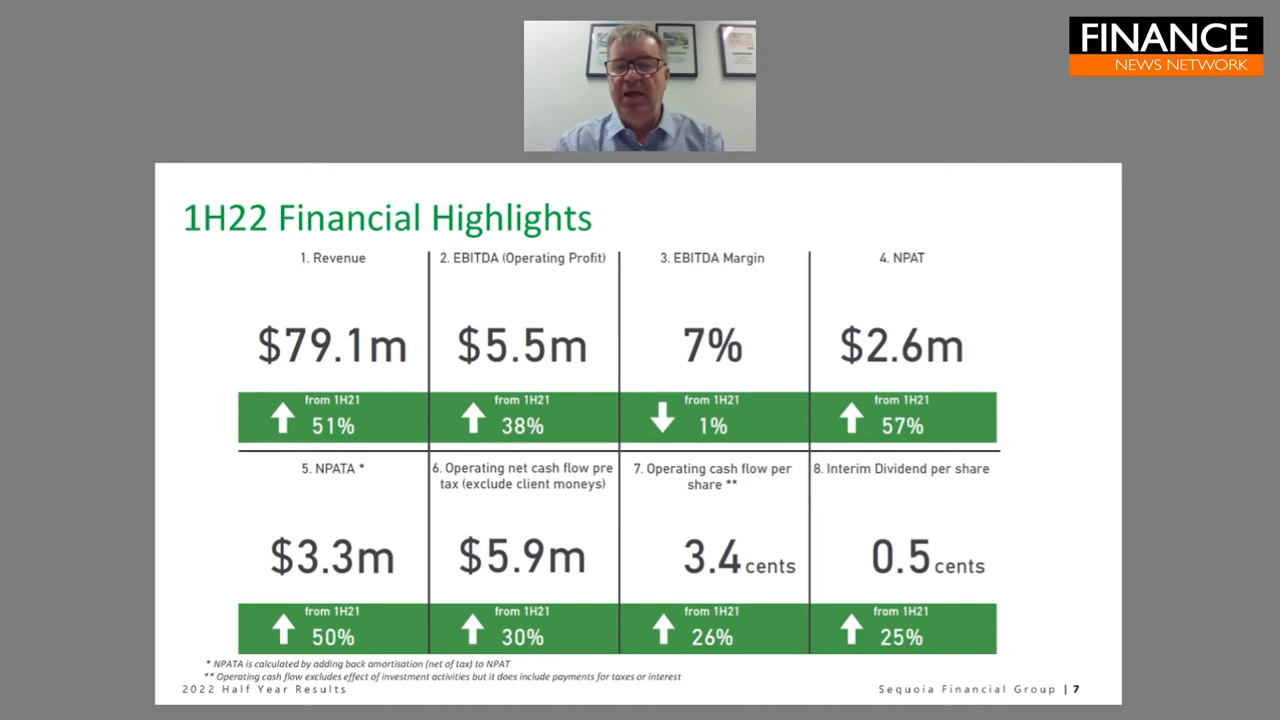 FINANCE
NEWS NETWORK
1H22 Financial Highlights
1. Revenue
$79.1m
from 1H21
51%
2. EBITDA (Operating Profit)
$5.5m
from 1H21
38%
3. EBITDA Margin
7%
from 1H21
1%
4. NPAT
$2.6m
from 1H21
57%
5. NPATA *
$3.3m
from 1H21
50%
6. Operating net cash flow pre
tax (exclude client moneys)
$5.9m
from 1H21
30%
7. Operating cash flow per
share **
3.4 cents
from 1H21
26%
8. Interim Dividend per share
0.5 cents
from 1H21
25%
* NPATA is calculated by adding back amortisation (net of tax) to NPAT
** Operating cash flow excludes effect of investment activities but it does include payments for taxes or interest
2022 Half Year Results
Sequoia Financial Group | 7